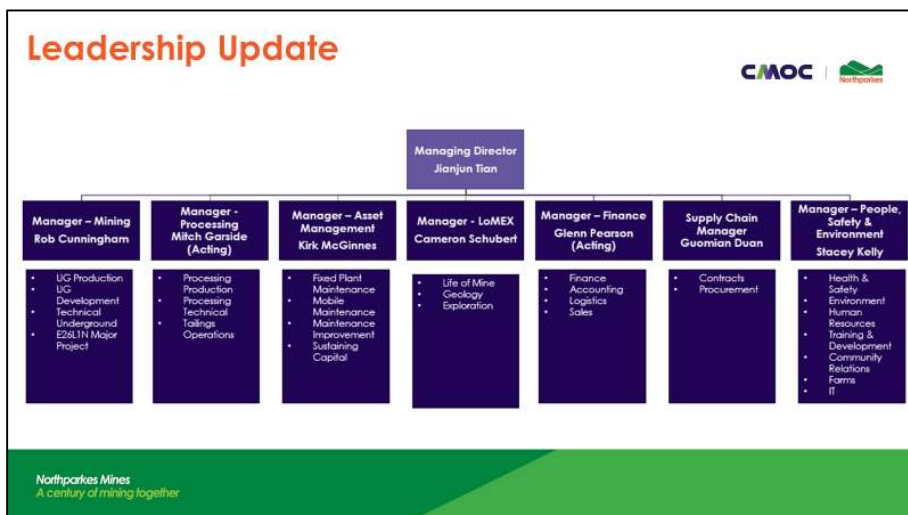 Leadership Update
CMOC
Northparkes
Managing Director
Jianjun Tian
Manager – Mining
Rob Cunningham
• UG Production
• UG
Development
• Technical
Underground
• E26L1N Major
Project
Manager -
Processing
Mitch Garside
(Acting)
• Processing
Production
• Processing
Technical
• Tailings
Operations
Manager – Asset
Management
Kirk McGinnes
• Fixed Plant
Maintenance
• Mobile
Maintenance
• Maintenance
Improvement
• Sustaining
Capital
Manager - LoMEX
Cameron Schubert
• Life of Mine
• Geology
• Exploration
Manager – Finance
Glenn Pearson
(Acting)
• Finance
• Accounting
• Logistics
• Sales
Supply Chain
Manager
Guomian Duan
• Contracts
• Procurement
Manager – People,
Safety &
Environment
Stacey Kelly
• Health &
Safety
• Environment
• Human
Resources
• Training &
Development
• Community
Relations
• Farms
• IT
Northparkes Mines
A century of mining together